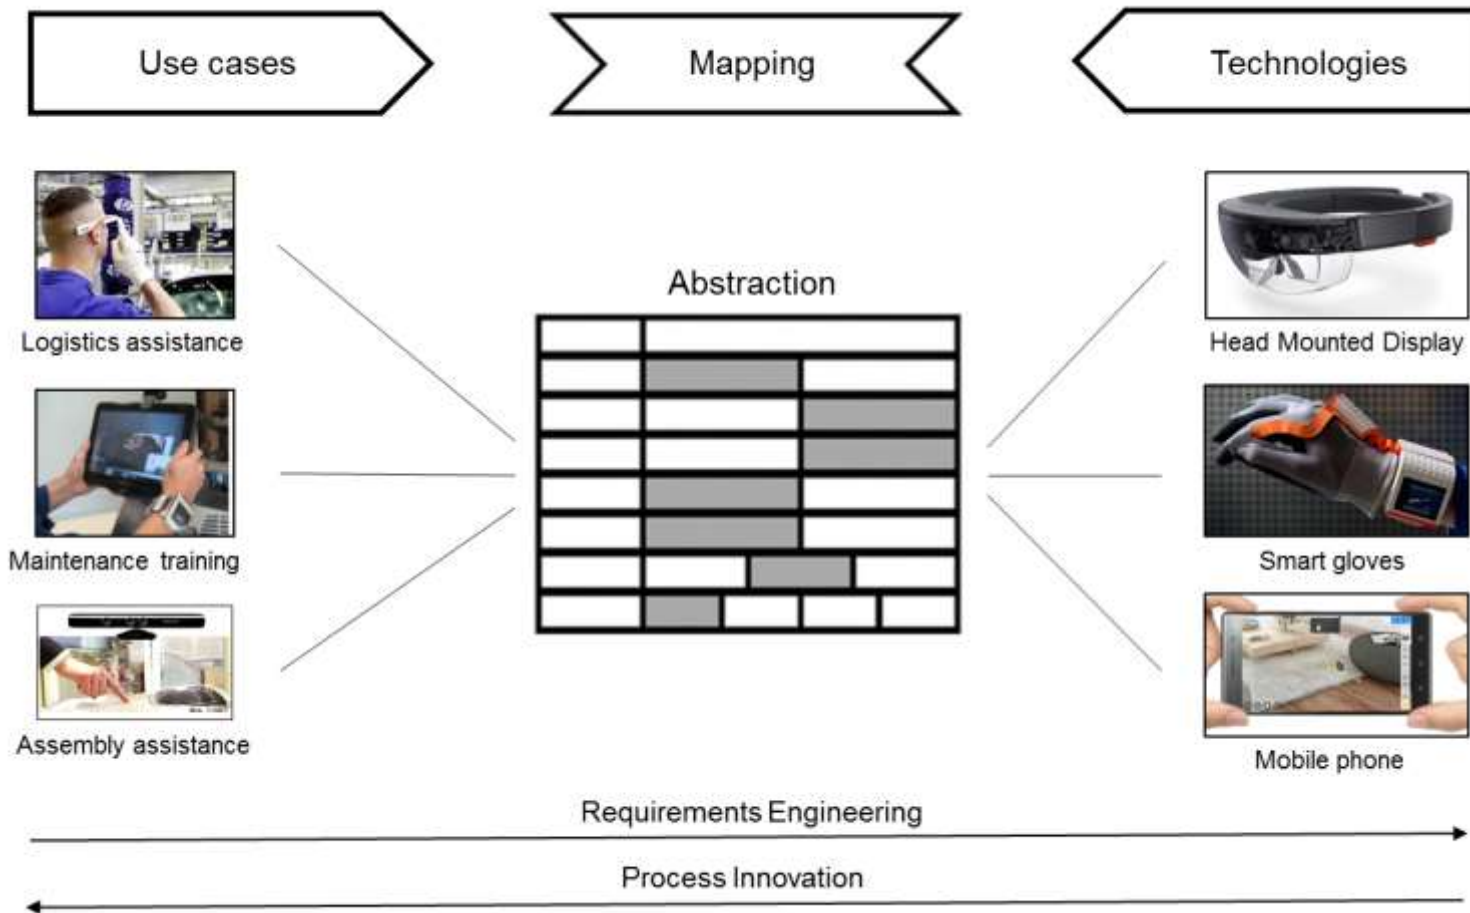 Use cases
Mapping
Technologies
Logistics assistance
Abstraction
Head Mounted Display
Maintenance training
Smart gloves
Assembly assistance
Mobile phone
Requirements Engineering
Process Innovation